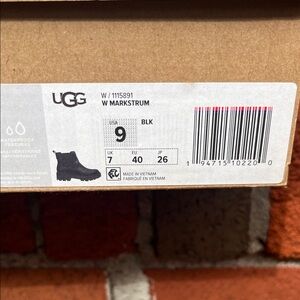 UGG
W / 1115891
W MARKSTRUM
USA
9
BLK
UK
7
EU
40
JP
26
MADE IN VIETNAM
FABRIQUÉ EN VIETNAM
1 94715 10220 0